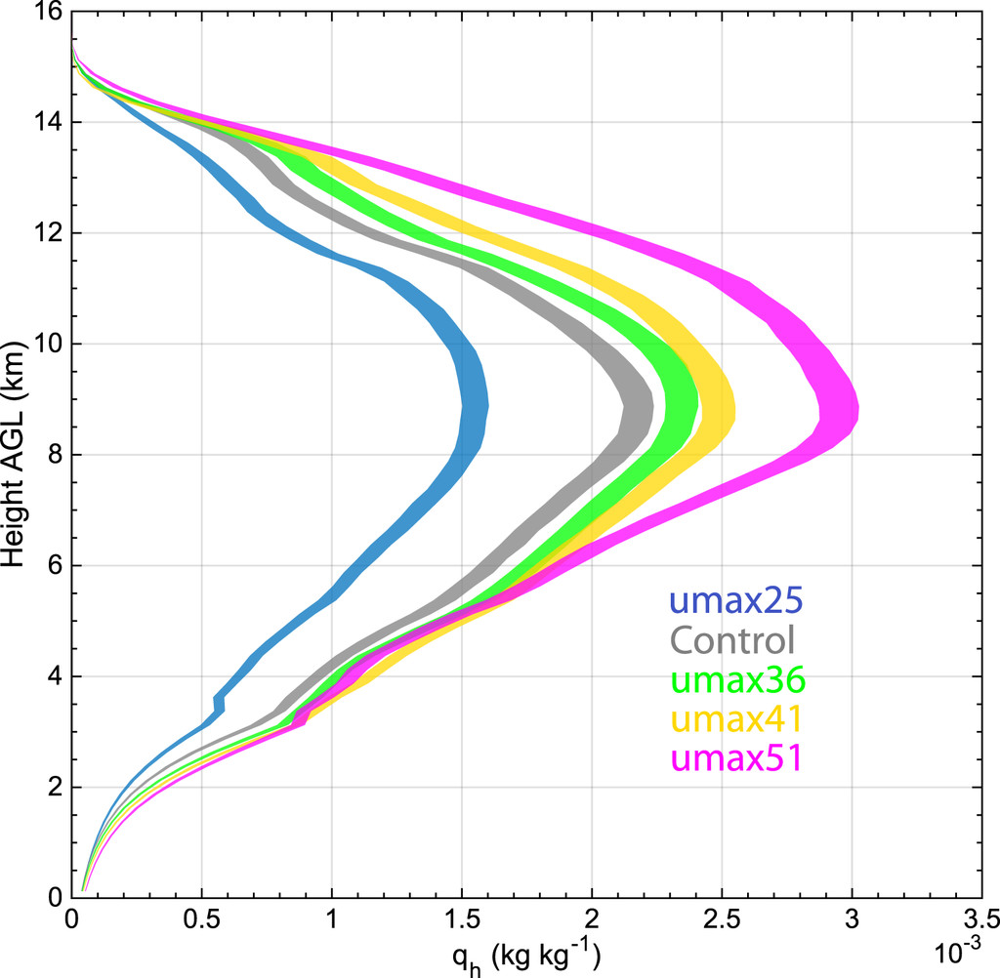 16
14
12
10
8
6
4
2
0
Height AGL (km)
umax25
Control
umax36
umax41
umax51
0 0.5 1 1.5 2 2.5 3 3.5
10⁻³
qₕ (kg kg⁻¹)